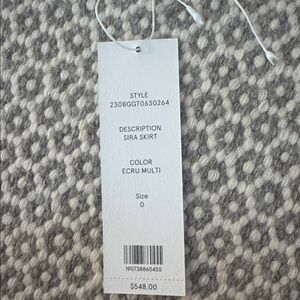 STYLE
2308GGT0630264
DESCRIPTION
SIRA SKIRT
COLOR
ECRU MULTI
Size
0
190738860455
$548.00